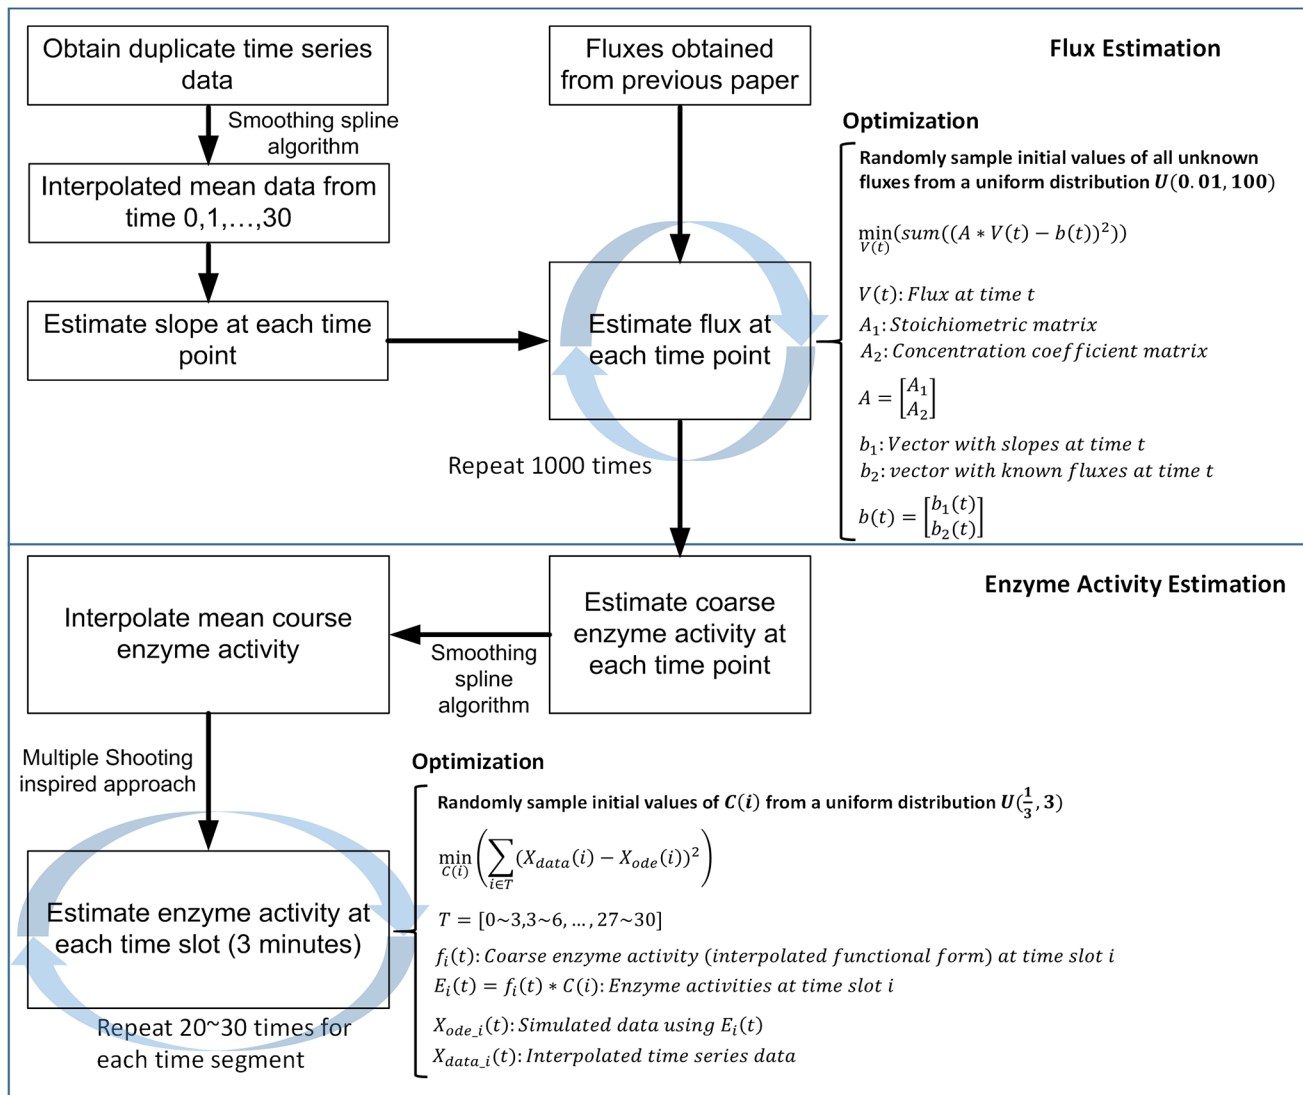 Obtain duplicate time series
data
Smoothing spline
algorithm
Interpolated mean data from
time 0,1,…,30
Estimate slope at each time
point
Fluxes obtained
from previous paper
Estimate flux at
each time point
Repeat 1000 times
Flux Estimation
Optimization
Randomly sample initial values of all unknown
fluxes from a uniform distribution U(0.01, 100)
min (sum((A * V(t) − b(t))²))
V(t)
V(t): Flux at time t
A₁: Stoichiometric matrix
A₂: Concentration coefficient matrix
A = [A₁
A₂]
b₁: Vector with slopes at time t
b₂: vector with known fluxes at time t
b(t) = [b₁(t)
b₂(t)]
Enzyme Activity Estimation
Estimate coarse
enzyme activity at
each time point
Smoothing
spline
algorithm
Interpolate mean course
enzyme activity
Multiple Shooting
inspired approach
Estimate enzyme activity at
each time slot (3 minutes)
Repeat 20~30 times for
each time segment
Optimization
Randomly sample initial values of C(i) from a uniform distribution U(1/3, 3)
min (∑ (X_data(i) − X_ode(i))²)
C(i) i∈T
T = [0~3,3~6, … , 27~30]
fᵢ(t): Coarse enzyme activity (interpolated functional form) at time slot i
Eᵢ(t) = fᵢ(t) * C(i): Enzyme activities at time slot i
X_ode_i(t): Simulated data using Eᵢ(t)
X_data_i(t): Interpolated time series data